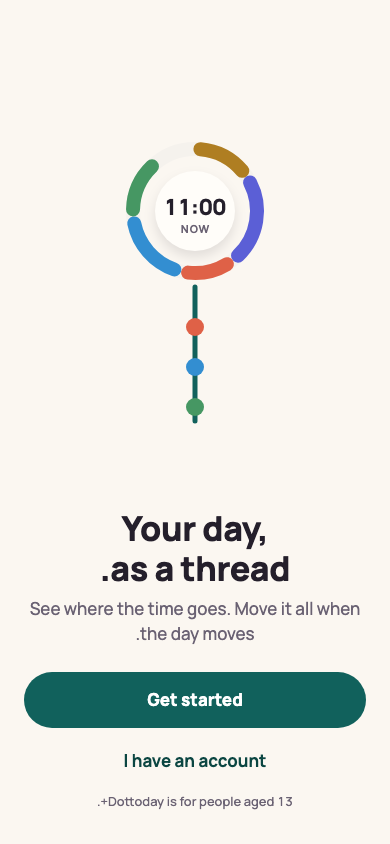 11:00
NOW
Your day,
.as a thread
See where the time goes. Move it all when
.the day moves
Get started
I have an account
.+Dottoday is for people aged 13